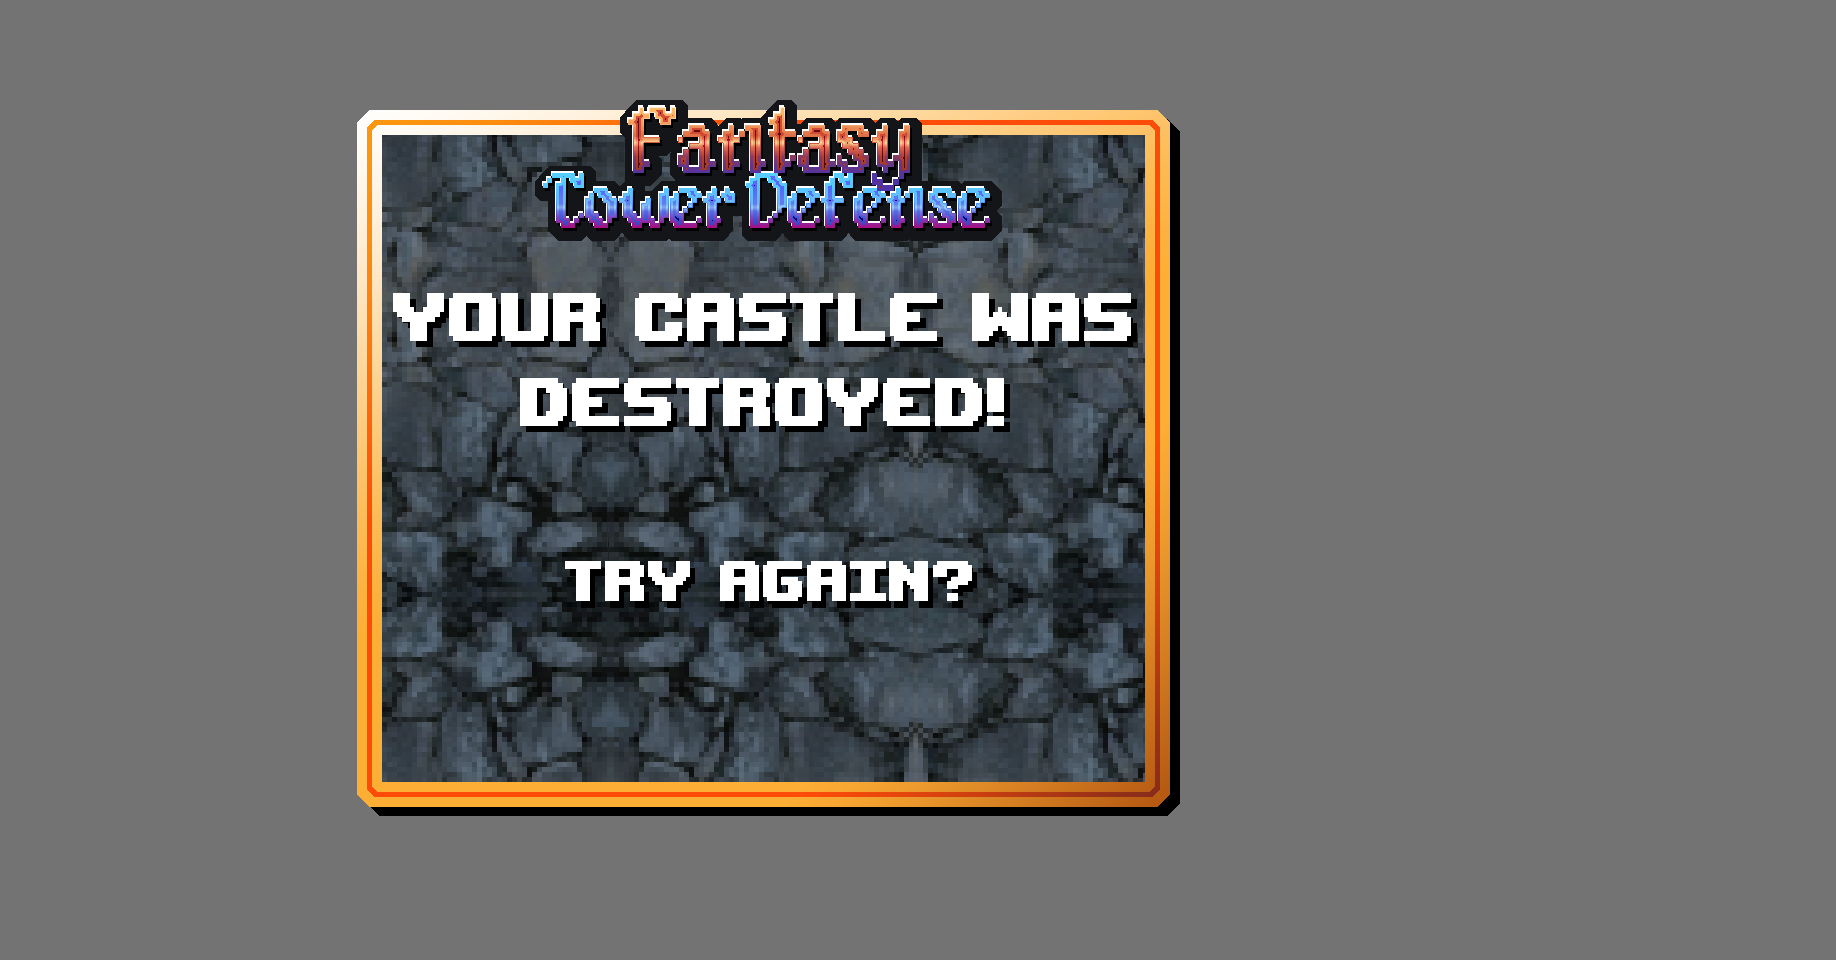 Fantasy
Tower Defense
YOUR CASTLE WAS
DESTROYED!
TRY AGAIN?